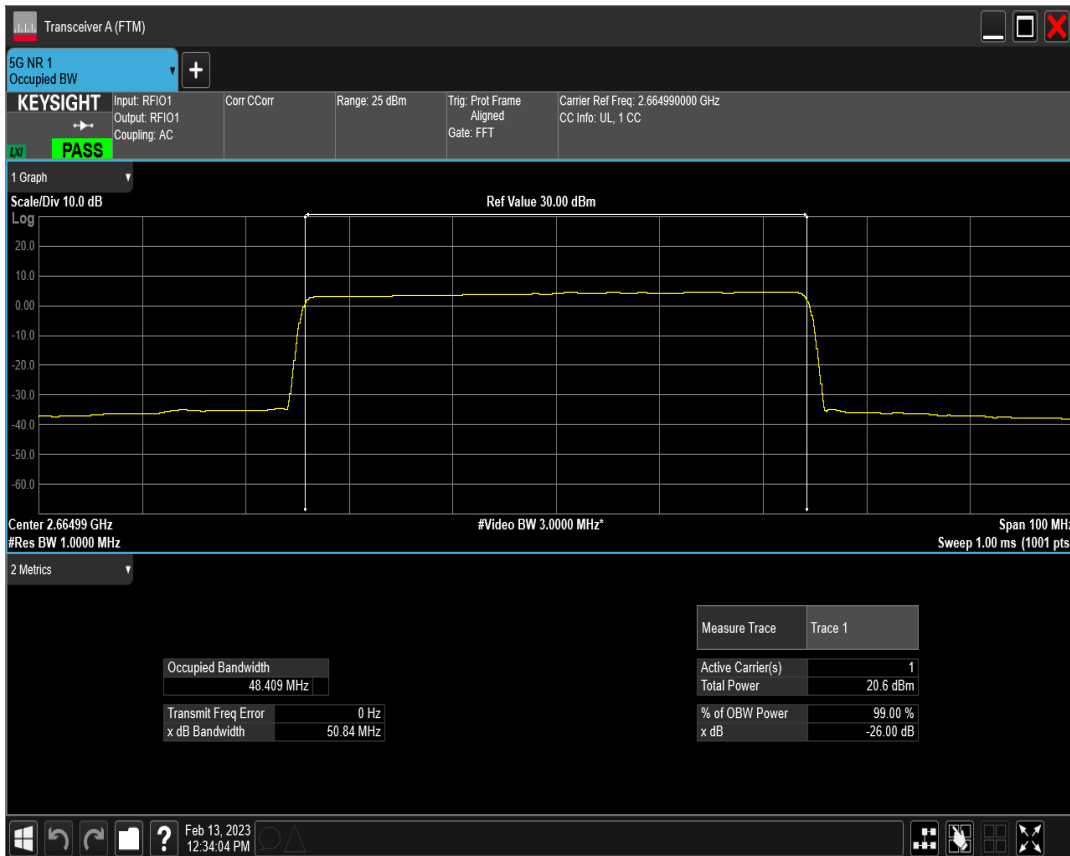 Transceiver A (FTM)
5G NR 1
Occupied BW
+
KEYSIGHT
LXI
PASS
Input: RFIO1
Output: RFIO1
Coupling: AC
Corr CCorr
Range: 25 dBm
Trig: Prot Frame
Aligned
Gate: FFT
Carrier Ref Freq: 2.664990000 GHz
CC Info: UL, 1 CC
1 Graph
Scale/Div 10.0 dB
Ref Value 30.00 dBm
Log
20.0
10.0
0.00
-10.0
-20.0
-30.0
-40.0
-50.0
-60.0
Center 2.66499 GHz
#Video BW 3.0000 MHz*
Span 100 MHz
#Res BW 1.0000 MHz
Sweep 1.00 ms (1001 pts
2 Metrics
Measure Trace Trace 1
Occupied Bandwidth
48.409 MHz
Active Carrier(s) 1
Total Power 20.6 dBm
Transmit Freq Error 0 Hz
x dB Bandwidth 50.84 MHz
% of OBW Power 99.00 %
x dB -26.00 dB
?
Feb 13, 2023
12:34:04 PM